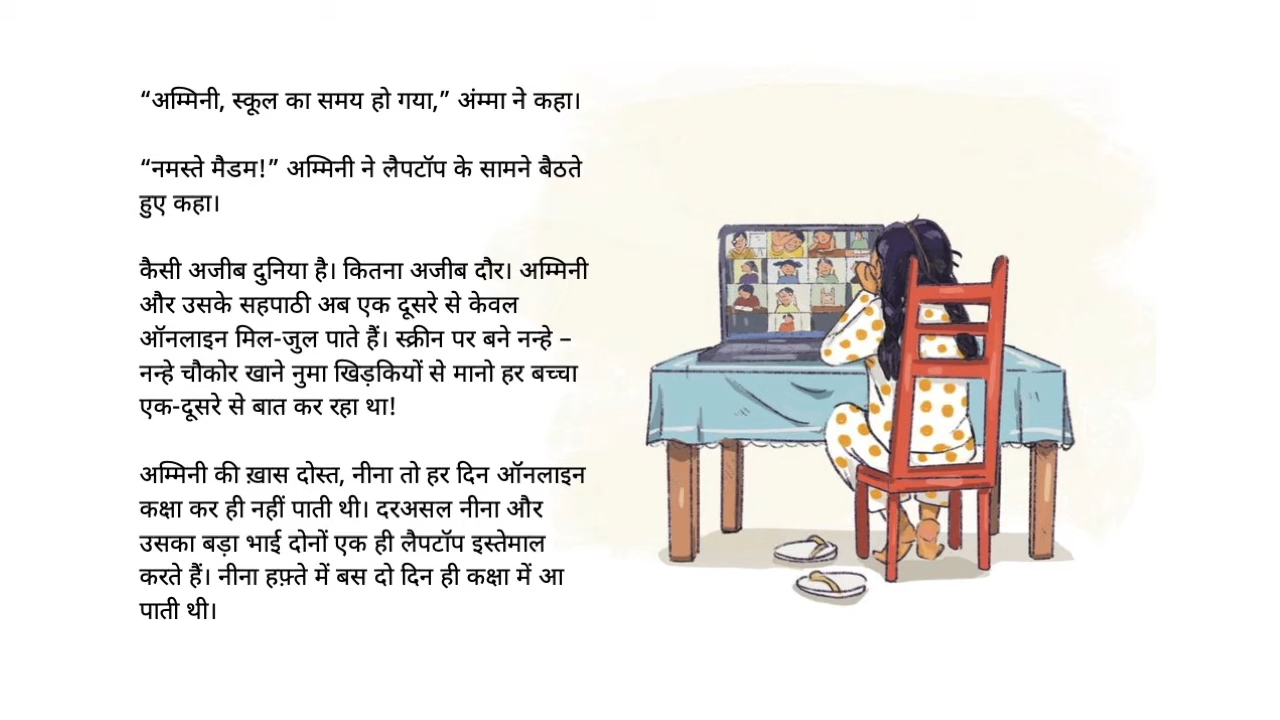 “अम्मिनी, स्कूल का समय हो गया,” अंम्मा ने कहा।
“नमस्ते मैडम!” अम्मिनी ने लैपटॉप के सामने बैठते
हुए कहा।
कैसी अजीब दुनिया है। कितना अजीब दौर। अम्मिनी
और उसके सहपाठी अब एक दूसरे से केवल
ऑनलाइन मिल-जुल पाते हैं। स्क्रीन पर बने नन्हे –
नन्हे चौकोर खाने नुमा खिड़कियों से मानो हर बच्चा
एक-दूसरे से बात कर रहा था!
अम्मिनी की ख़ास दोस्त, नीना तो हर दिन ऑनलाइन
कक्षा कर ही नहीं पाती थी। दरअसल नीना और
उसका बड़ा भाई दोनों एक ही लैपटॉप इस्तेमाल
करते हैं। नीना हफ़्ते में बस दो दिन ही कक्षा में आ
पाती थी।